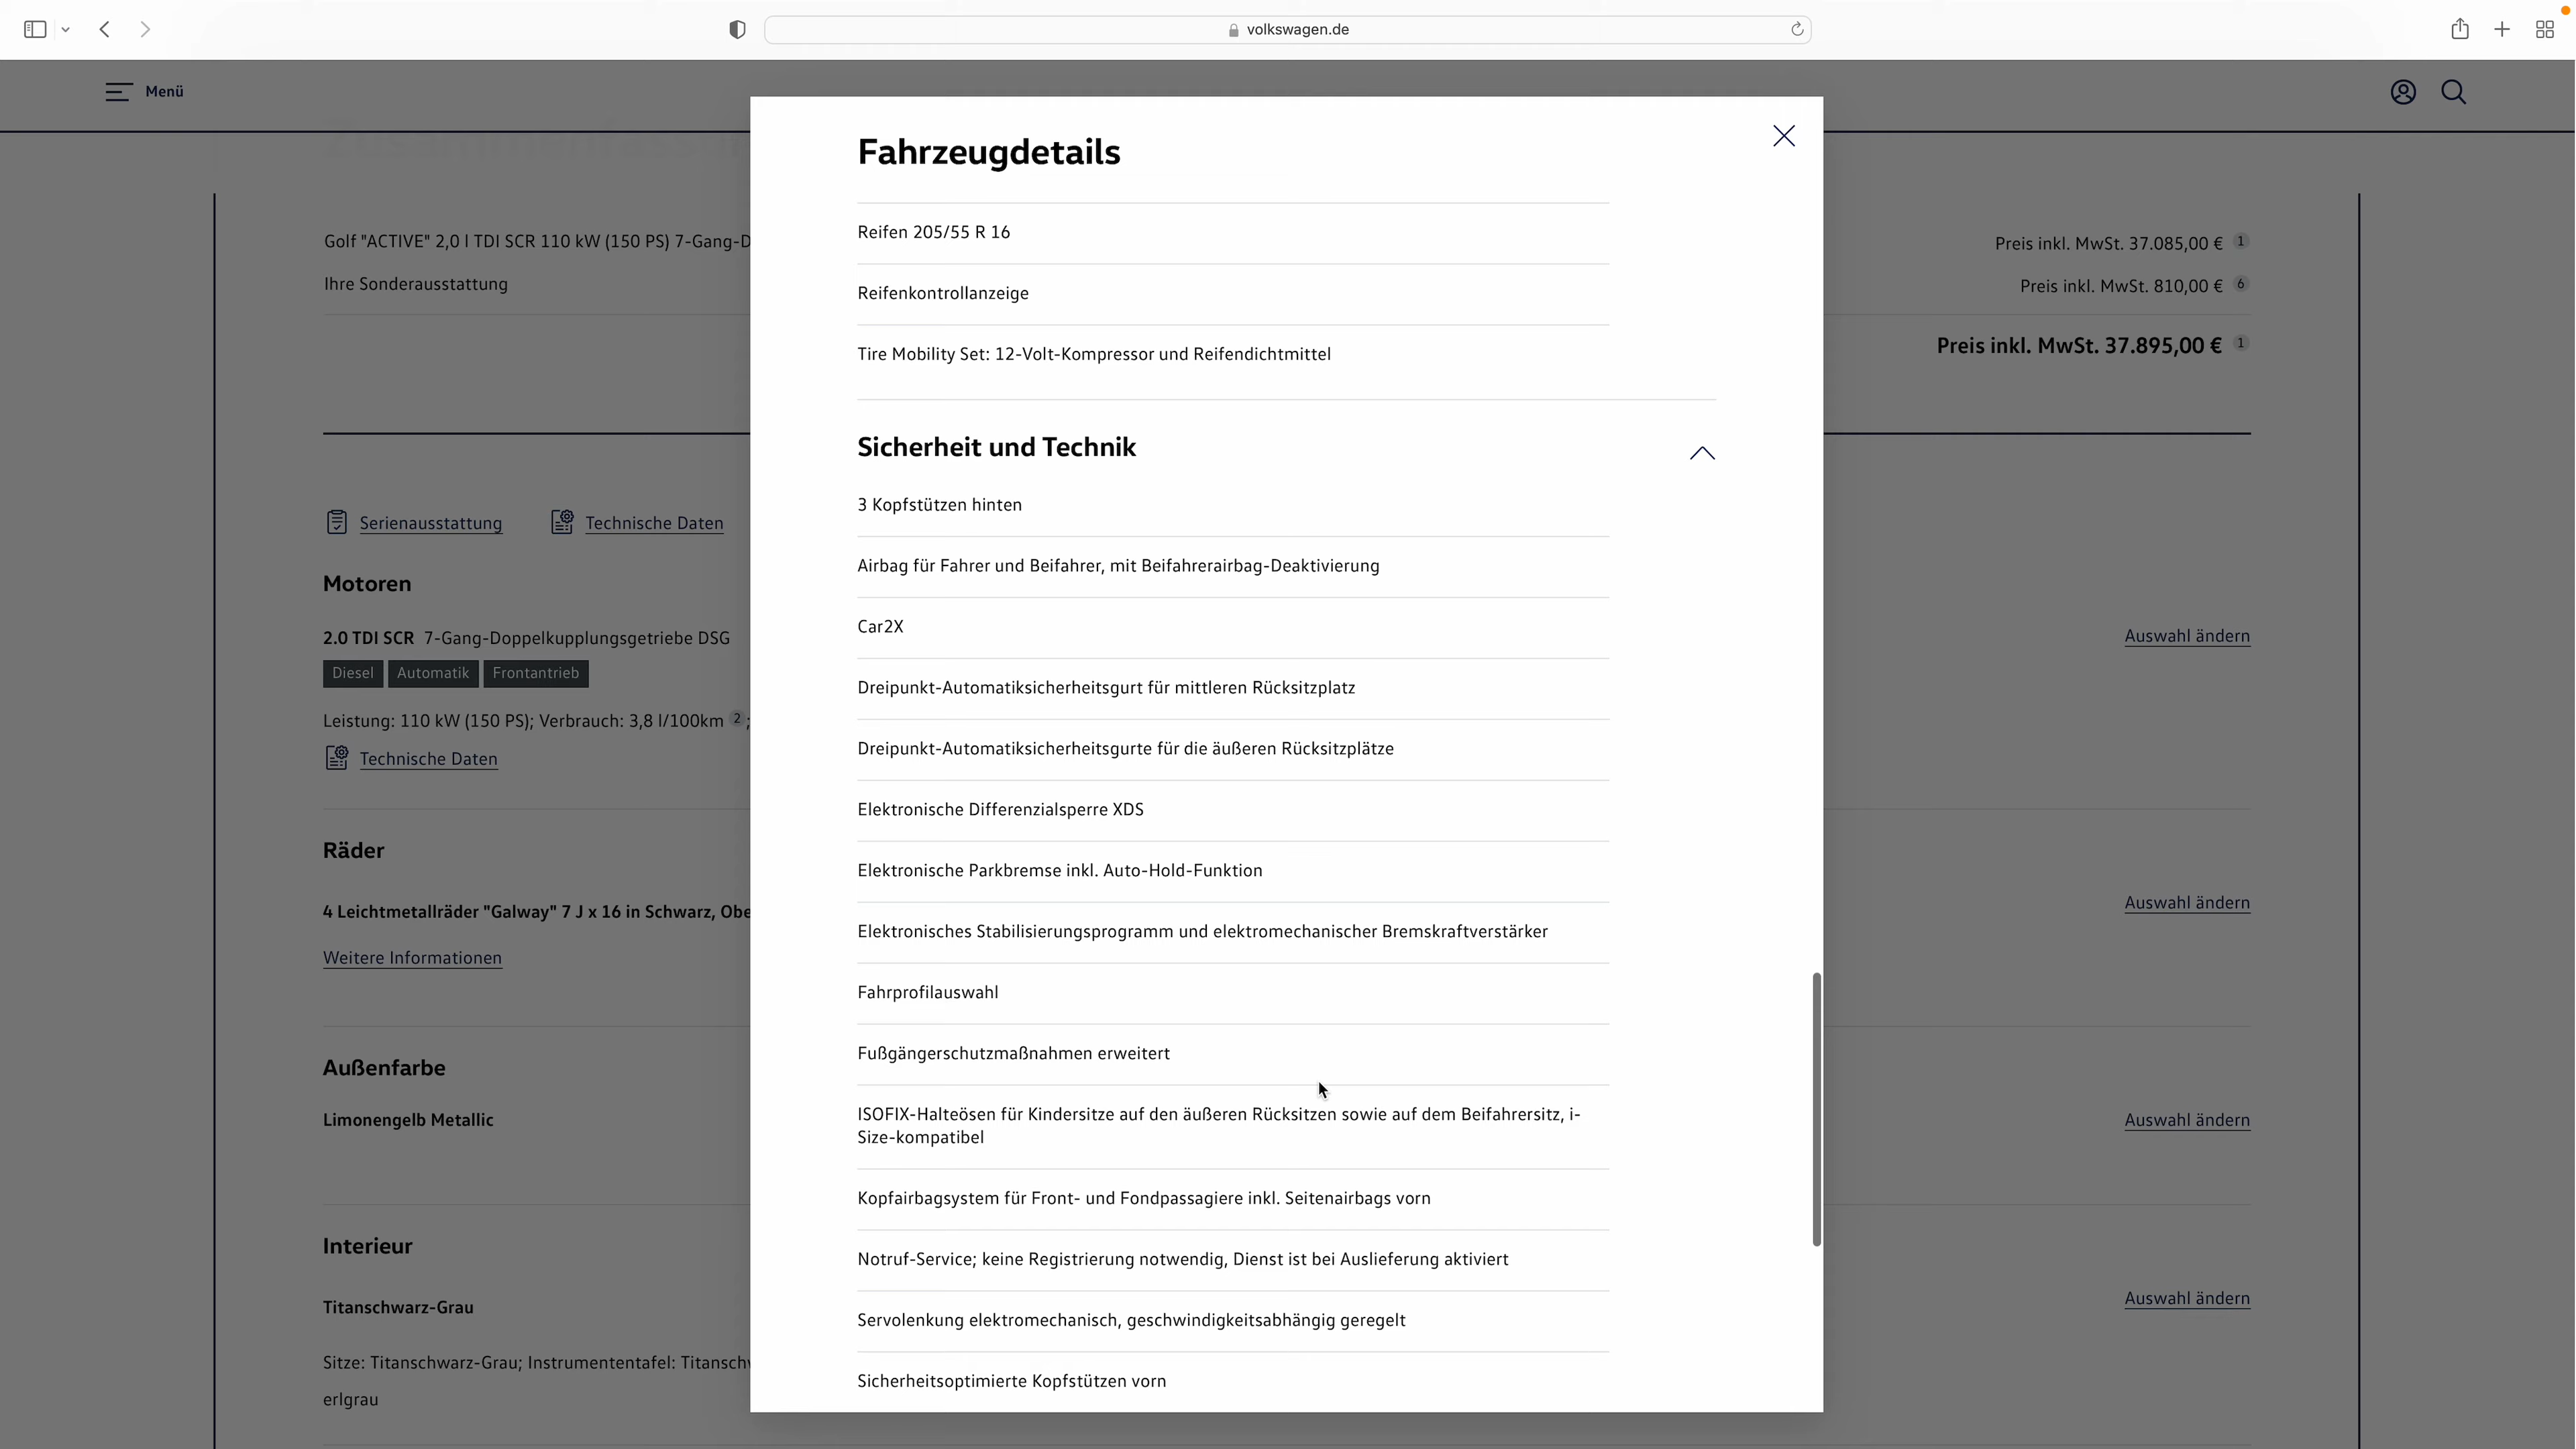 volkswagen.de
Menü
Golf "ACTIVE" 2,0 l TDI SCR 110 kW (150 PS) 7-Gang-D
Preis inkl. MwSt. 37.085,00 € 1
Ihre Sonderausstattung
Preis inkl. MwSt. 810,00 € 6
Preis inkl. MwSt. 37.895,00 € 1
Serienausstattung
Technische Daten
Motoren
2.0 TDI SCR 7-Gang-Doppelkupplungsgetriebe DSG
Auswahl ändern
Diesel
Automatik
Frontantrieb
Leistung: 110 kW (150 PS); Verbrauch: 3,8 l/100km 2;
Technische Daten
Räder
4 Leichtmetallräder "Galway" 7 J x 16 in Schwarz, Obe
Auswahl ändern
Weitere Informationen
Außenfarbe
Limonengelb Metallic
Auswahl ändern
Interieur
Titanschwarz-Grau
Auswahl ändern
Sitze: Titanschwarz-Grau; Instrumententafel: Titansch
erlgrau
Fahrzeugdetails
Reifen 205/55 R 16
Reifenkontrollanzeige
Tire Mobility Set: 12-Volt-Kompressor und Reifendichtmittel
Sicherheit und Technik
3 Kopfstützen hinten
Airbag für Fahrer und Beifahrer, mit Beifahrerairbag-Deaktivierung
Car2X
Dreipunkt-Automatiksicherheitsgurt für mittleren Rücksitzplatz
Dreipunkt-Automatiksicherheitsgurte für die äußeren Rücksitzplätze
Elektronische Differenzialsperre XDS
Elektronische Parkbremse inkl. Auto-Hold-Funktion
Elektronisches Stabilisierungsprogramm und elektromechanischer Bremskraftverstärker
Fahrprofilauswahl
Fußgängerschutzmaßnahmen erweitert
ISOFIX-Halteösen für Kindersitze auf den äußeren Rücksitzen sowie auf dem Beifahrersitz, i-
Size-kompatibel
Kopfairbagsystem für Front- und Fondpassagiere inkl. Seitenairbags vorn
Notruf-Service; keine Registrierung notwendig, Dienst ist bei Auslieferung aktiviert
Servolenkung elektromechanisch, geschwindigkeitsabhängig geregelt
Sicherheitsoptimierte Kopfstützen vorn